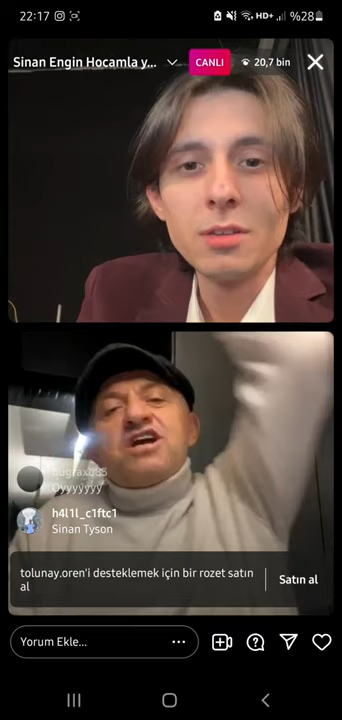 22:17
HD+
%28
Sinan Engin Hocamla y...
CANLI
20,7 bin
Oyyyyyyy
h4l1l_c1ftc1
Sinan Tyson
tolunay.oren'i desteklemek için bir rozet satın
al
Satın al
Yorum Ekle...